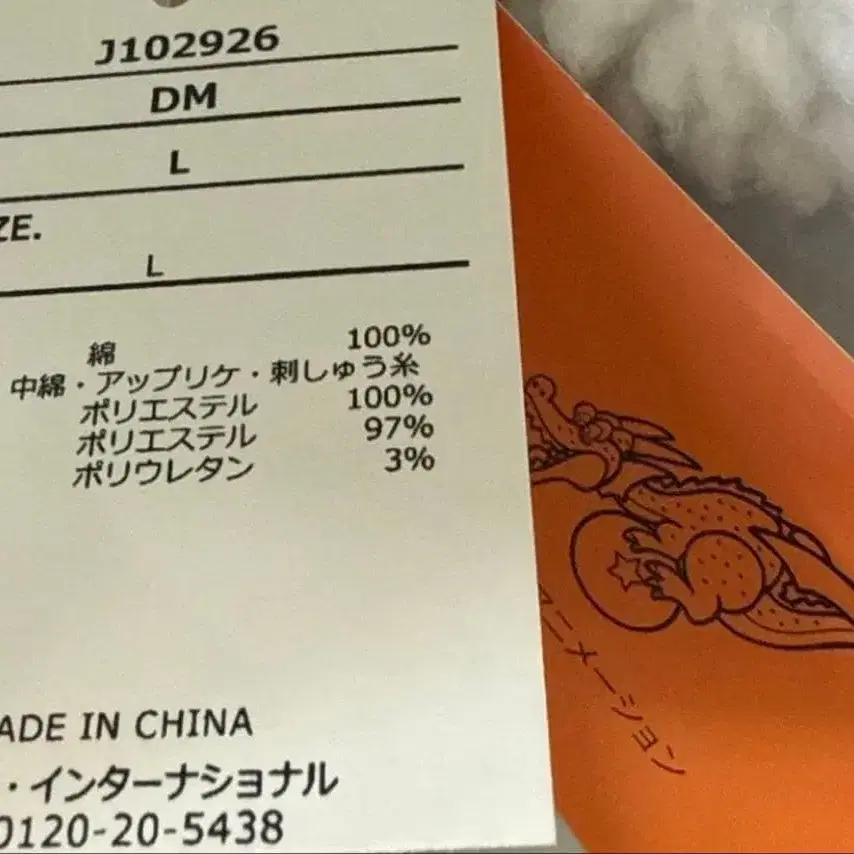 J102926
DM
L
ZE.
L
綿 100%
中綿・アップリケ・刺しゅう糸
ポリエステル 100%
ポリエステル 97%
ポリウレタン 3%
ADE IN CHINA
・インターナショナル
0120-20-5438
アニメーション